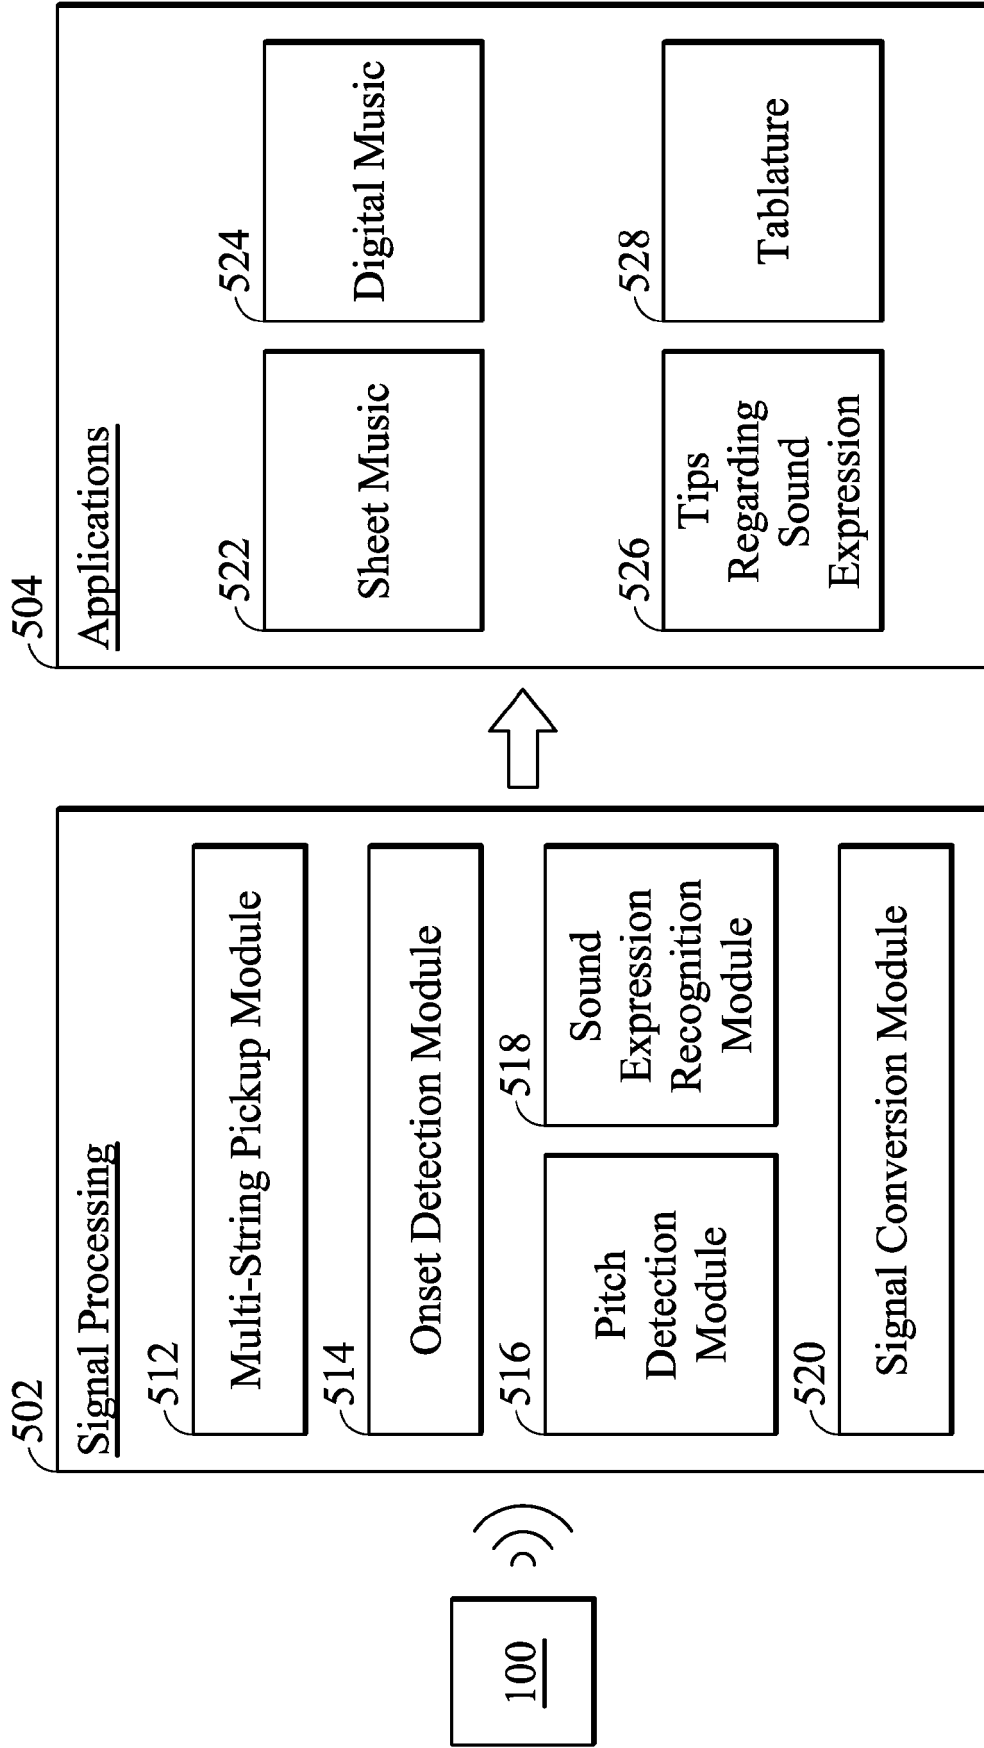 100
502
Signal Processing
512
Multi-String Pickup Module
514
Onset Detection Module
516
Pitch
Detection
Module
518
Sound
Expression
Recognition
Module
520
Signal Conversion Module
504
Applications
522
Sheet Music
524
Digital Music
526
Tips
Regarding
Sound
Expression
528
Tablature